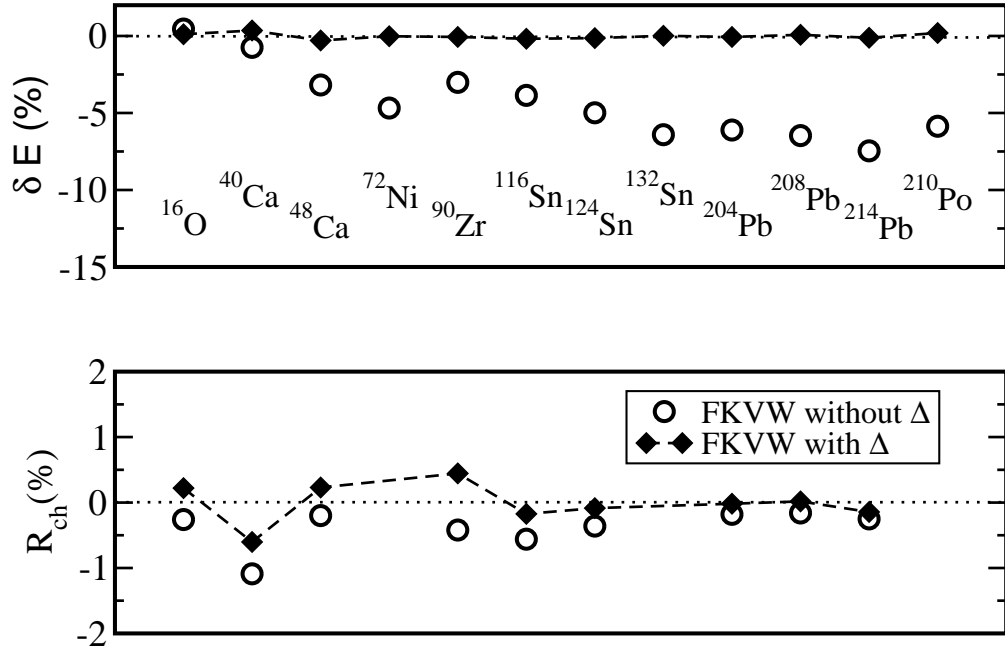 δ E (%)
0
-5
-10
-15
¹⁶O
⁴⁰Ca
⁴⁸Ca
⁷²Ni
⁹⁰Zr
¹¹⁶Sn
¹²⁴Sn
¹³²Sn
²⁰⁴Pb
²⁰⁸Pb
²¹⁴Pb
²¹⁰Po
R_ch(%)
2
1
0
-1
-2
FKVW without Δ
FKVW with Δ